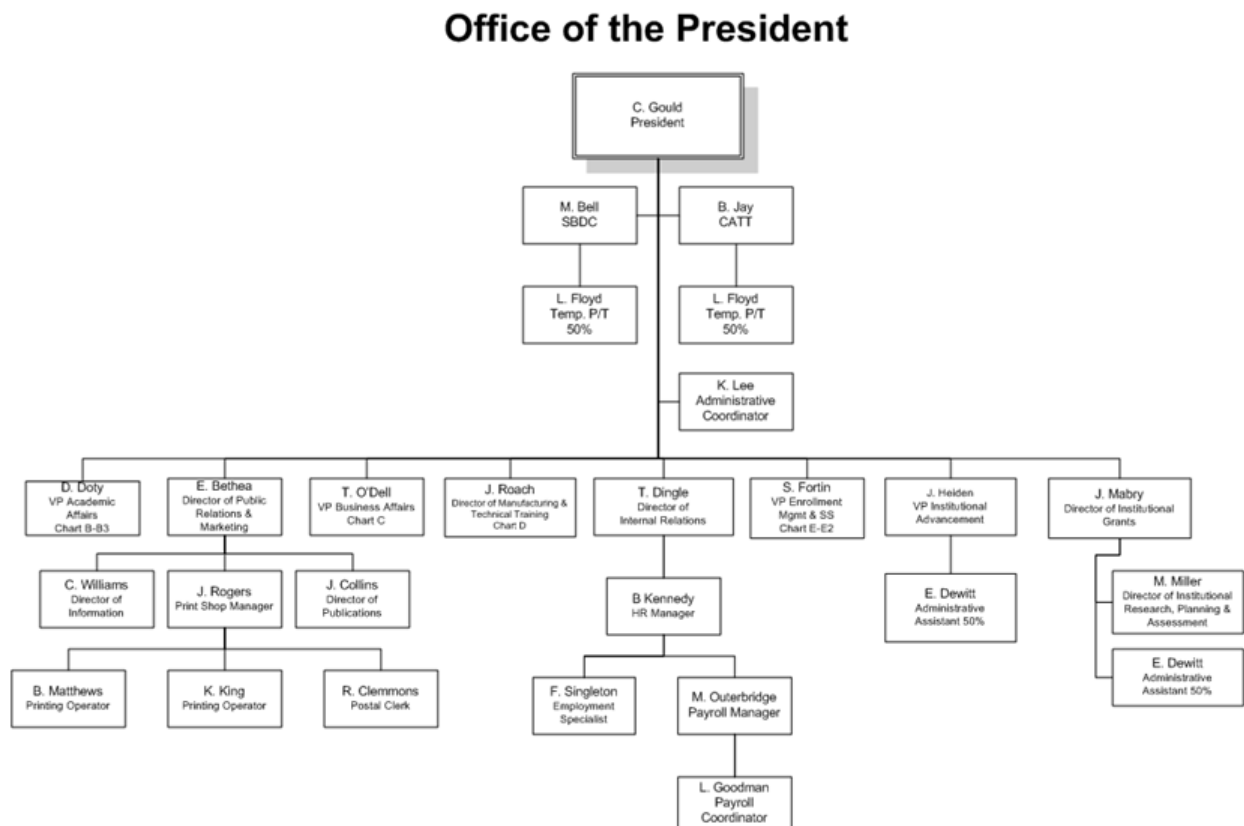 Office of the President
C. Gould
President
M. Bell
SBDC
B. Jay
CATT
L. Floyd
Temp. P/T
50%
L. Floyd
Temp. P/T
50%
K. Lee
Administrative
Coordinator
D. Doty
VP Academic
Affairs
Chart B-B3
E. Bethea
Director of Public
Relations &
Marketing
T. O'Dell
VP Business Affairs
Chart C
J. Roach
Director of Manufacturing &
Technical Training
Chart D
T. Dingle
Director of
Internal Relations
S. Fortin
VP Enrollment
Mgmt & SS
Chart E-E2
J. Heiden
VP Institutional
Advancement
J. Mabry
Director of Institutional
Grants
C. Williams
Director of
Information
J. Rogers
Print Shop Manager
J. Collins
Director of
Publications
B Kennedy
HR Manager
E. Dewitt
Administrative
Assistant 50%
M. Miller
Director of Institutional
Research, Planning &
Assessment
E. Dewitt
Administrative
Assistant 50%
B. Matthews
Printing Operator
K. King
Printing Operator
R. Clemmons
Postal Clerk
F. Singleton
Employment
Specialist
M. Outerbridge
Payroll Manager
L. Goodman
Payroll
Coordinator